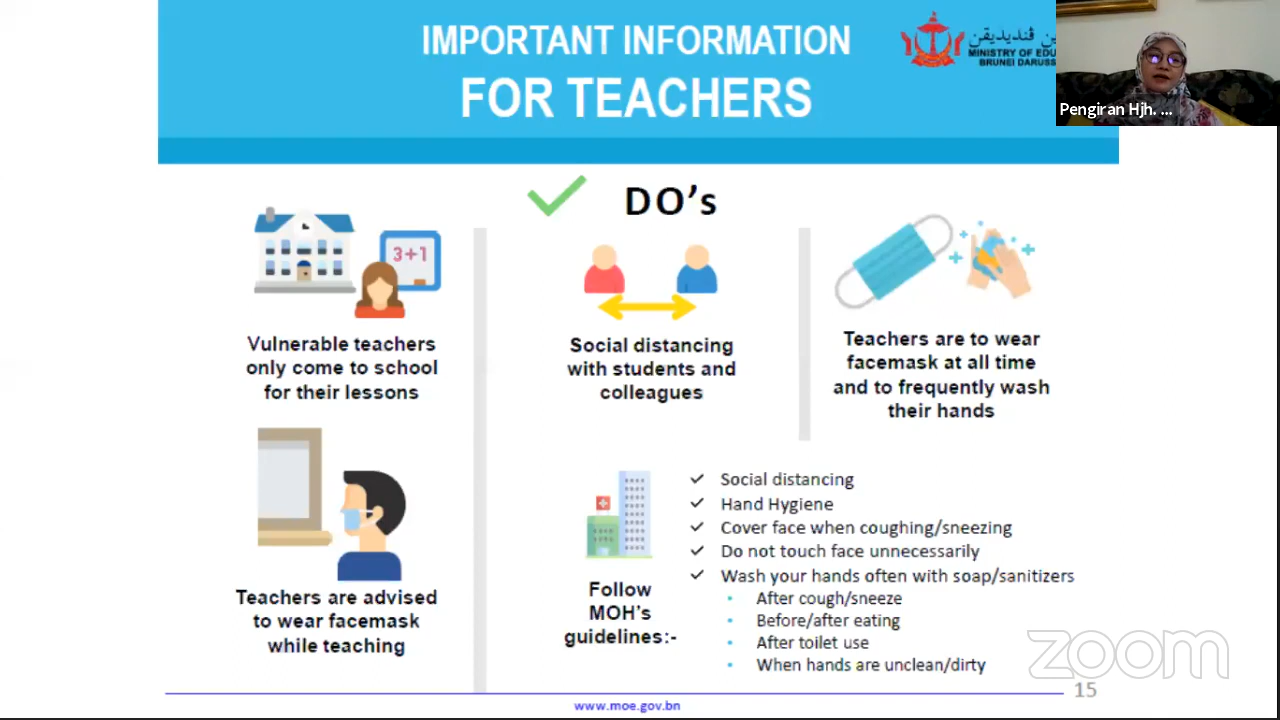 IMPORTANT INFORMATION
FOR TEACHERS
MINISTRY OF
BRUNEI
Pengiran Hjh. ...
DO's
3+1
Vulnerable teachers
only come to school
for their lessons
Social distancing
with students and
colleagues
Teachers are to wear
facemask at all time
and to frequently wash
their hands
Teachers are advised
to wear facemask
while teaching
Follow
MOH's
guidelines:-
✓ Social distancing
✓ Hand Hygiene
✓ Cover face when coughing/sneezing
✓ Do not touch face unnecessarily
✓ Wash your hands often with soap/sanitizers
• After cough/sneeze
• Before/after eating
• After toilet use
• When hands are unclean/dirty
zoom
15
www.moe.gov.bn